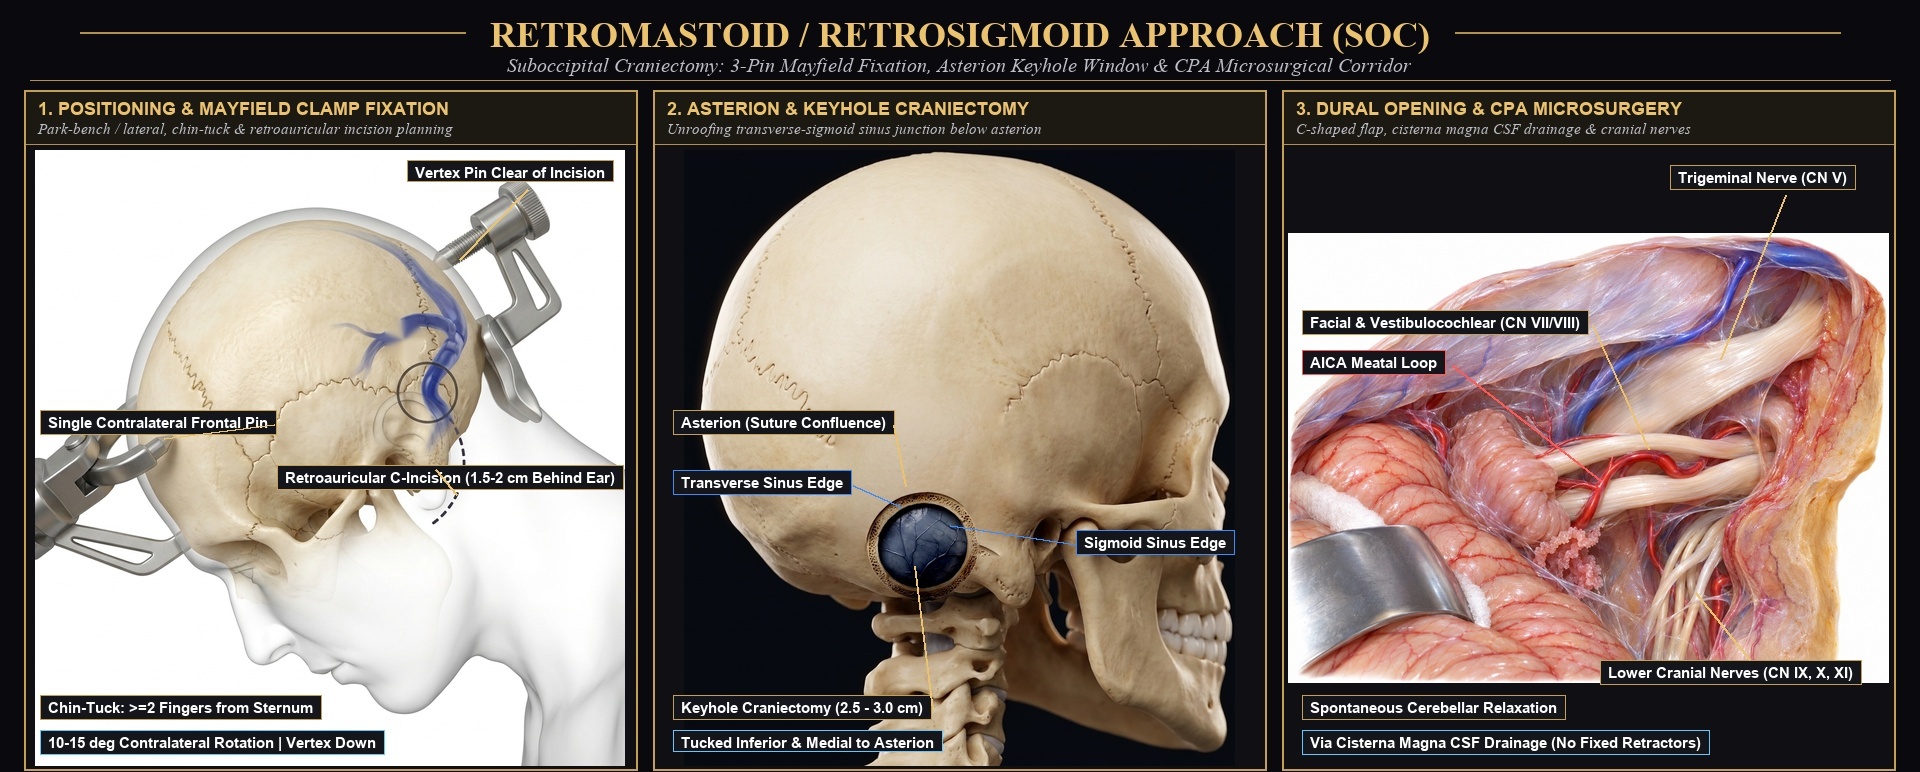 RETROMASTOID / RETROSIGMOID APPROACH (SOC)
Suboccipital Craniectomy: 3-Pin Mayfield Fixation, Asterion Keyhole Window & CPA Microsurgical Corridor
1. POSITIONING & MAYFIELD CLAMP FIXATION
Park-bench / lateral, chin-tuck & retroauricular incision planning
Vertex Pin Clear of Incision
Single Contralateral Frontal Pin
Retroauricular C-Incision (1.5-2 cm Behind Ear)
Chin-Tuck: >=2 Fingers from Sternum
10-15 deg Contralateral Rotation | Vertex Down
2. ASTERION & KEYHOLE CRANIECTOMY
Unroofing transverse-sigmoid sinus junction below asterion
Asterion (Suture Confluence)
Transverse Sinus Edge
Sigmoid Sinus Edge
Keyhole Craniectomy (2.5 - 3.0 cm)
Tucked Inferior & Medial to Asterion
3. DURAL OPENING & CPA MICROSURGERY
C-shaped flap, cisterna magna CSF drainage & cranial nerves
Trigeminal Nerve (CN V)
Facial & Vestibulocochlear (CN VII/VIII)
AICA Meatal Loop
Lower Cranial Nerves (CN IX, X, XI)
Spontaneous Cerebellar Relaxation
Via Cisterna Magna CSF Drainage (No Fixed Retractors)